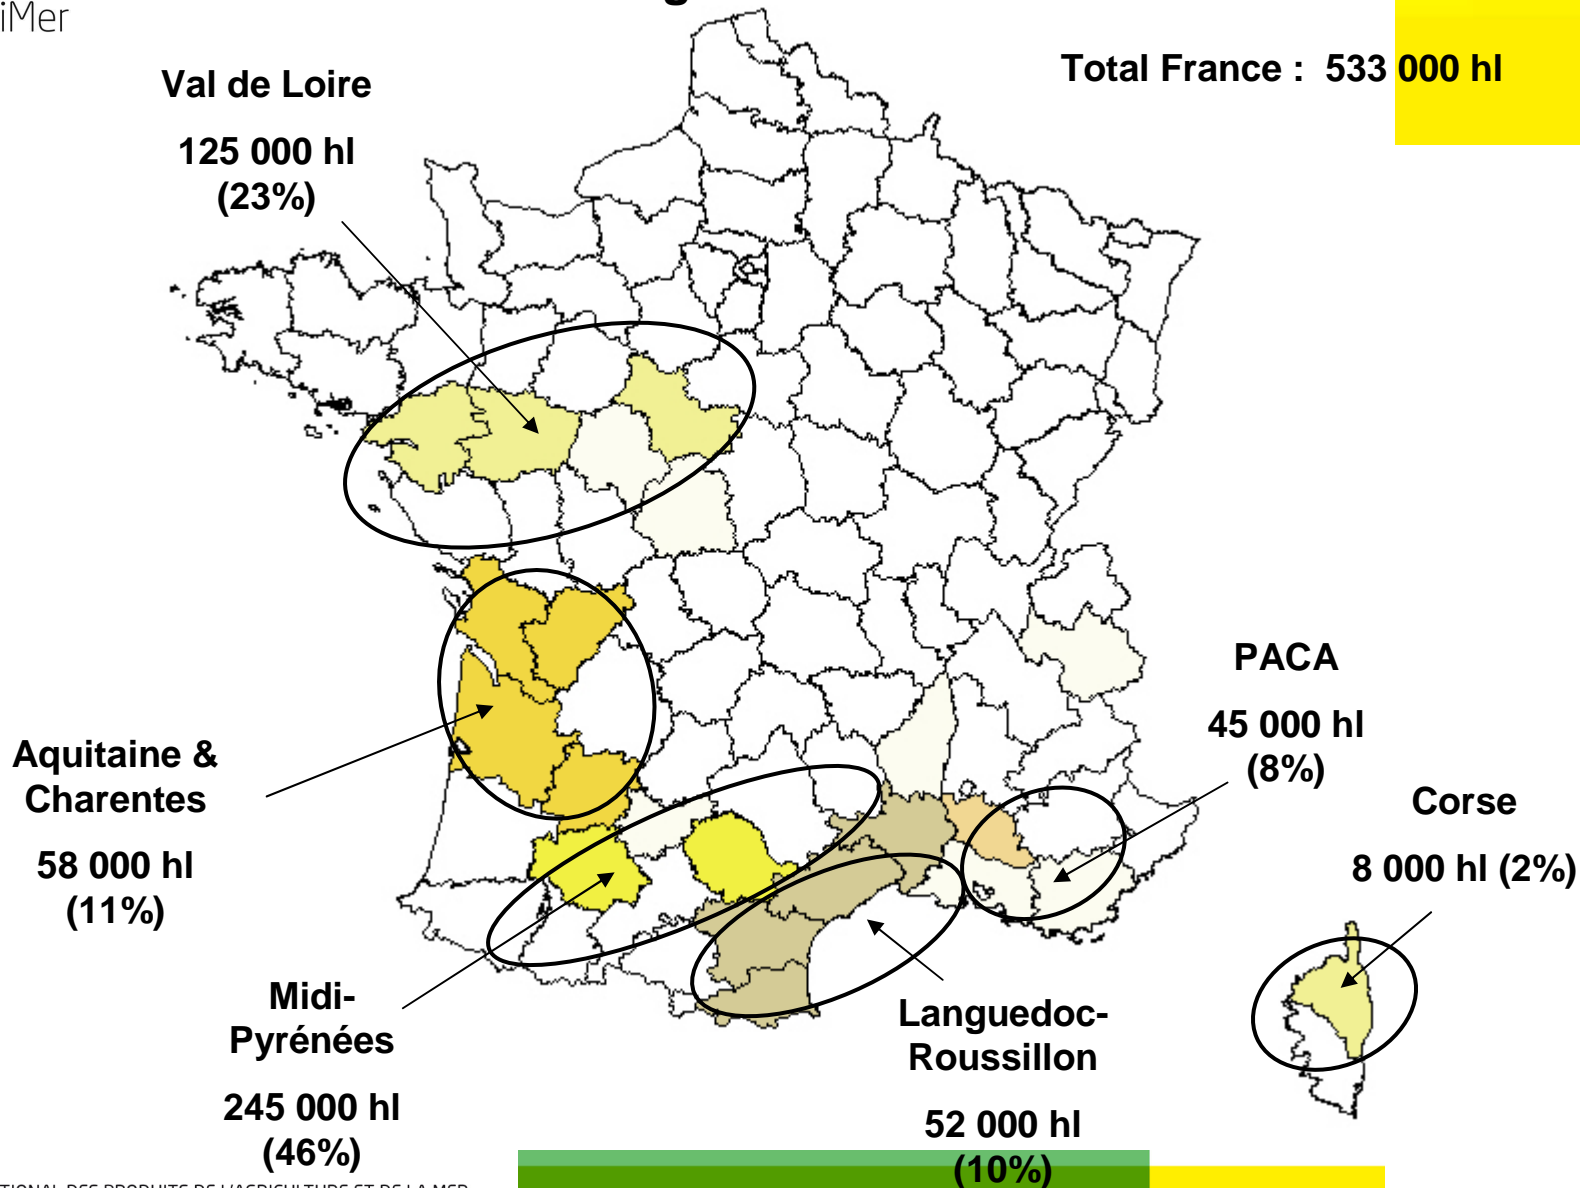 iMer
Total France : 533 000 hl
Val de Loire
125 000 hl
(23%)
PACA
45 000 hl
(8%)
Aquitaine &
Charentes
58 000 hl
(11%)
Corse
8 000 hl (2%)
Midi-
Pyrénées
245 000 hl
(46%)
Languedoc-
Roussillon
52 000 hl
(10%)